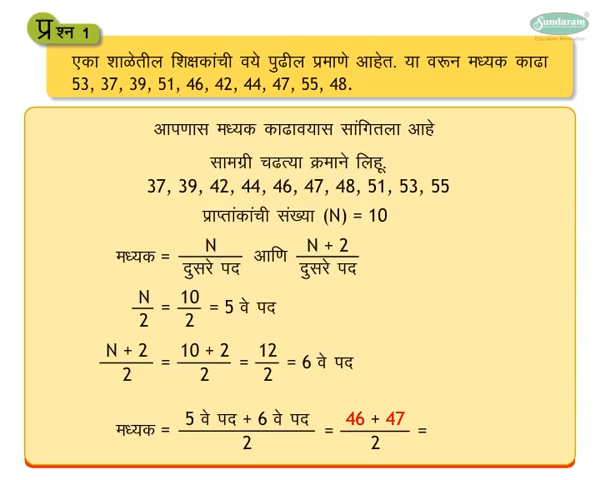 प्रश्न 1
Sundaram
Education Revolution
एका शाळेतील शिक्षकांची वये पुढील प्रमाणे आहेत. या वरून मध्यक काढा
53, 37, 39, 51, 46, 42, 44, 47, 55, 48.
आपणास मध्यक काढावयास सांगितला आहे
सामग्री चढत्या क्रमाने लिहू.
37, 39, 42, 44, 46, 47, 48, 51, 53, 55
प्राप्तांकांची संख्या (N) = 10
मध्यक = N / दुसरे पद आणि N + 2 / दुसरे पद
N / 2 = 10 / 2 = 5 वे पद
N + 2 / 2 = 10 + 2 / 2 = 12 / 2 = 6 वे पद
मध्यक = 5 वे पद + 6 वे पद / 2 = 46 + 47 / 2 =